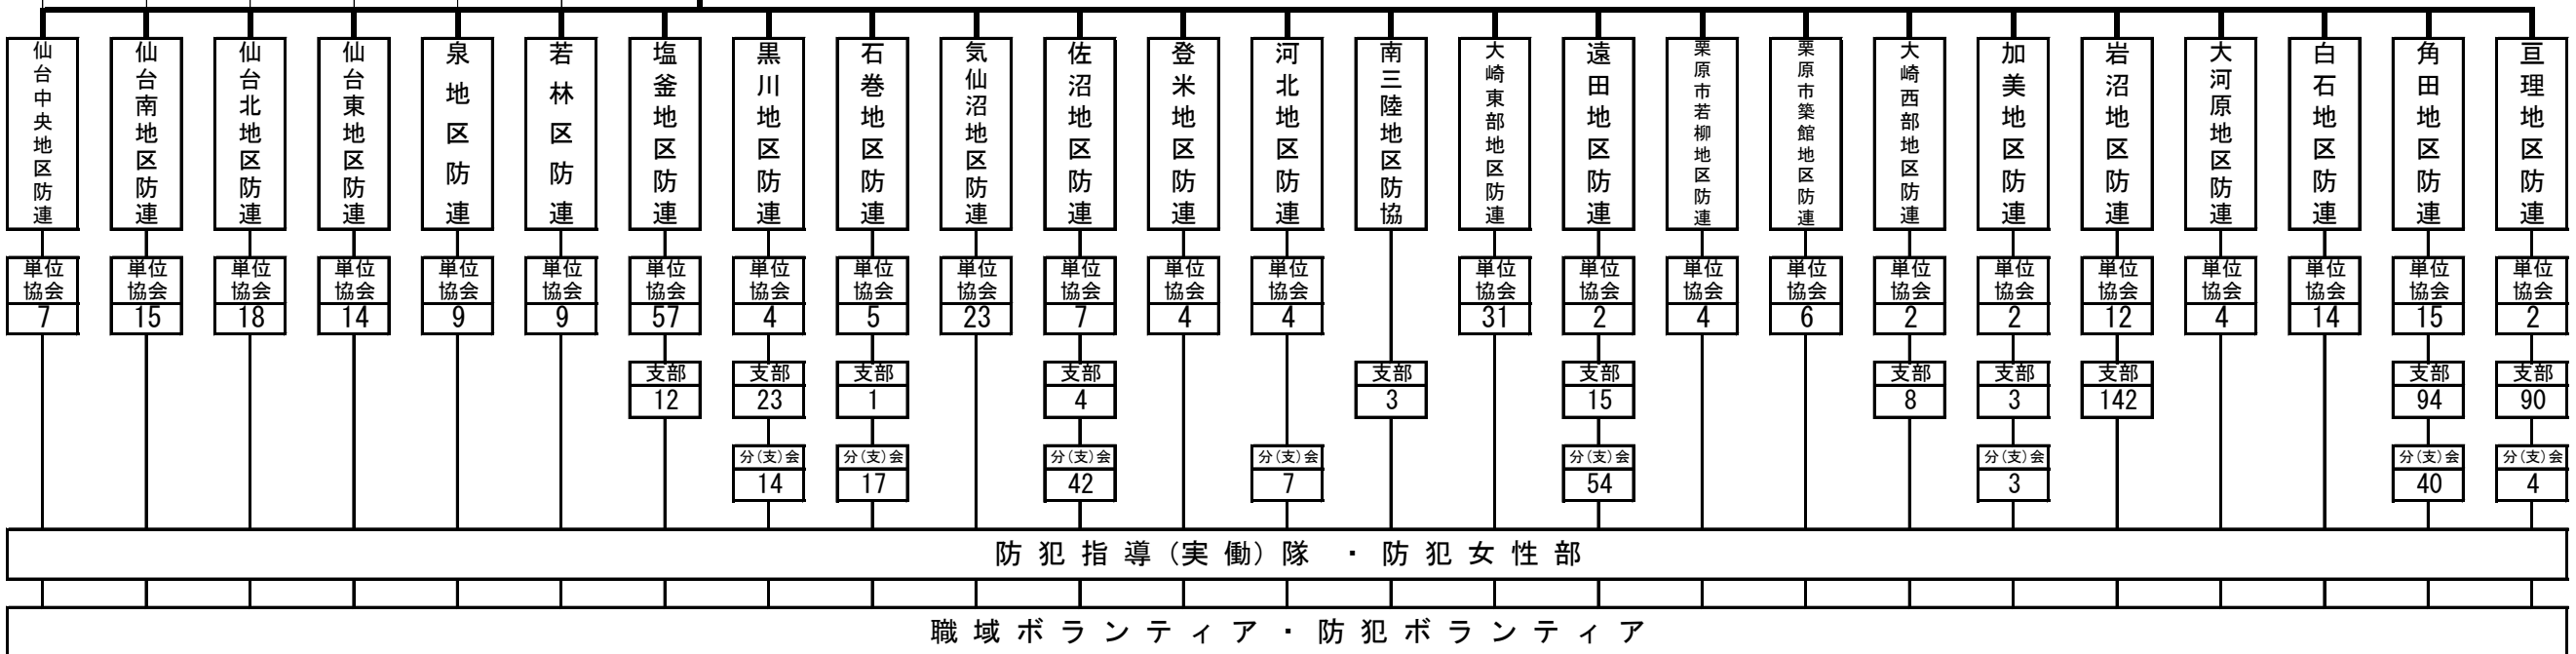 仙台中央地区防連
仙台南地区防連
仙台北地区防連
仙台東地区防連
泉地区防連
若林区防連
塩釜地区防連
黒川地区防連
石巻地区防連
気仙沼地区防連
佐沼地区防連
登米地区防連
河北地区防連
南三陸地区防協
大崎東部地区防連
遠田地区防連
栗原市若柳地区防連
栗原市築館地区防連
大崎西部地区防連
加美地区防連
岩沼地区防連
大河原地区防連
白石地区防連
角田地区防連
亘理地区防連
単位 単位 単位 単位 単位 単位 単位 単位 単位 単位 単位 単位 単位 単位 単位 単位 単位 単位 単位 単位 単位 単位 単位 単位
協会 協会 協会 協会 協会 協会 協会 協会 協会 協会 協会 協会 協会 協会 協会 協会 協会 協会 協会 協会 協会 協会 協会 協会
7 15 18 14 9 9 57 4 5 23 7 4 4 31 2 4 6 2 2 12 4 14 15 2
支部 支部 支部 支部 支部 支部 支部 支部 支部 支部 支部
12 23 1 4 3 15 8 3 142 94 90
分(支)会 分(支)会 分(支)会 分(支)会 分(支)会 分(支)会 分(支)会 分(支)会
14 17 42 7 54 3 40 4
防犯指導(実働)隊 ・ 防犯女性部
職域ボランティア・防犯ボランティア